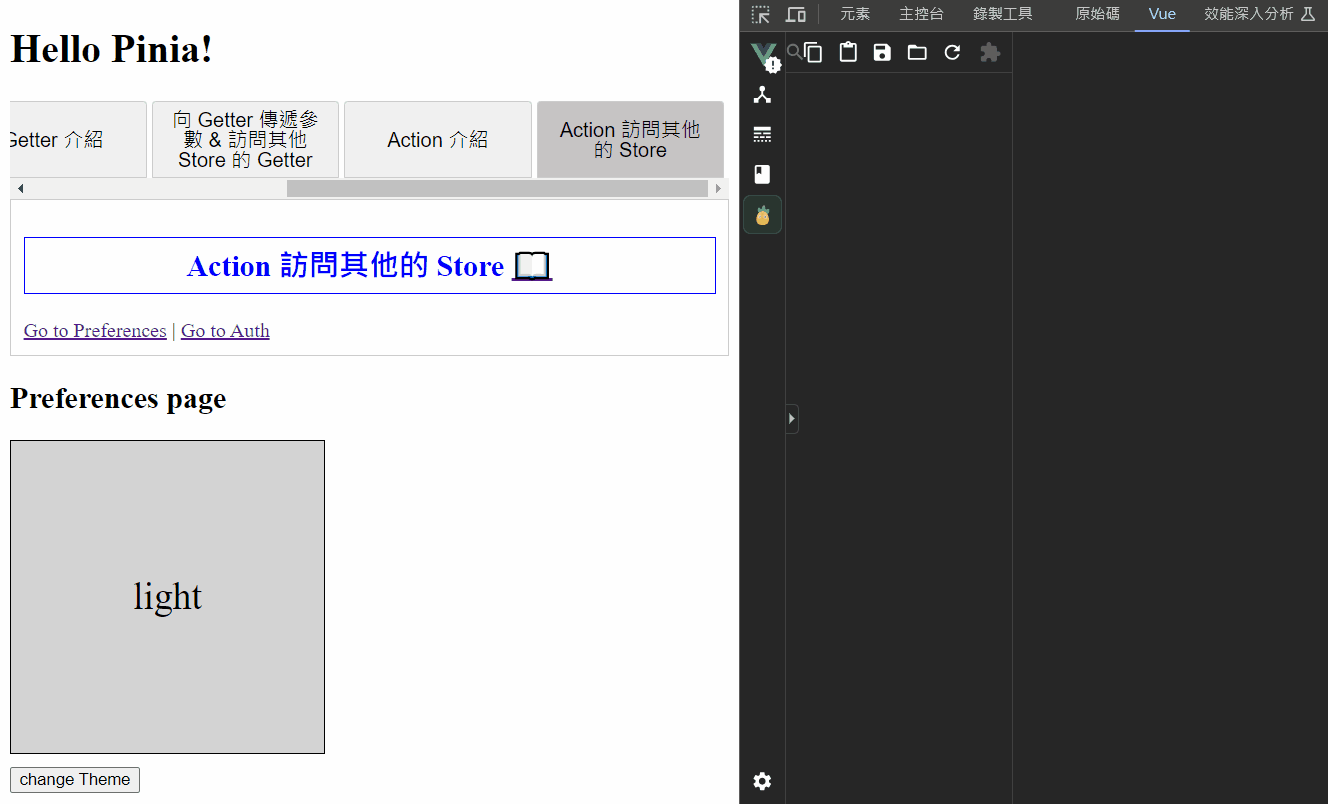 Hello Pinia!
Getter 介紹
向 Getter 傳遞參
數 & 訪問其他
Store 的 Getter
Action 介紹
Action 訪問其他
的 Store
Action 訪問其他的 Store
Go to Preferences | Go to Auth
Preferences page
light
change Theme
元素 主控台 錄製工具 原始碼 Vue 效能深入分析